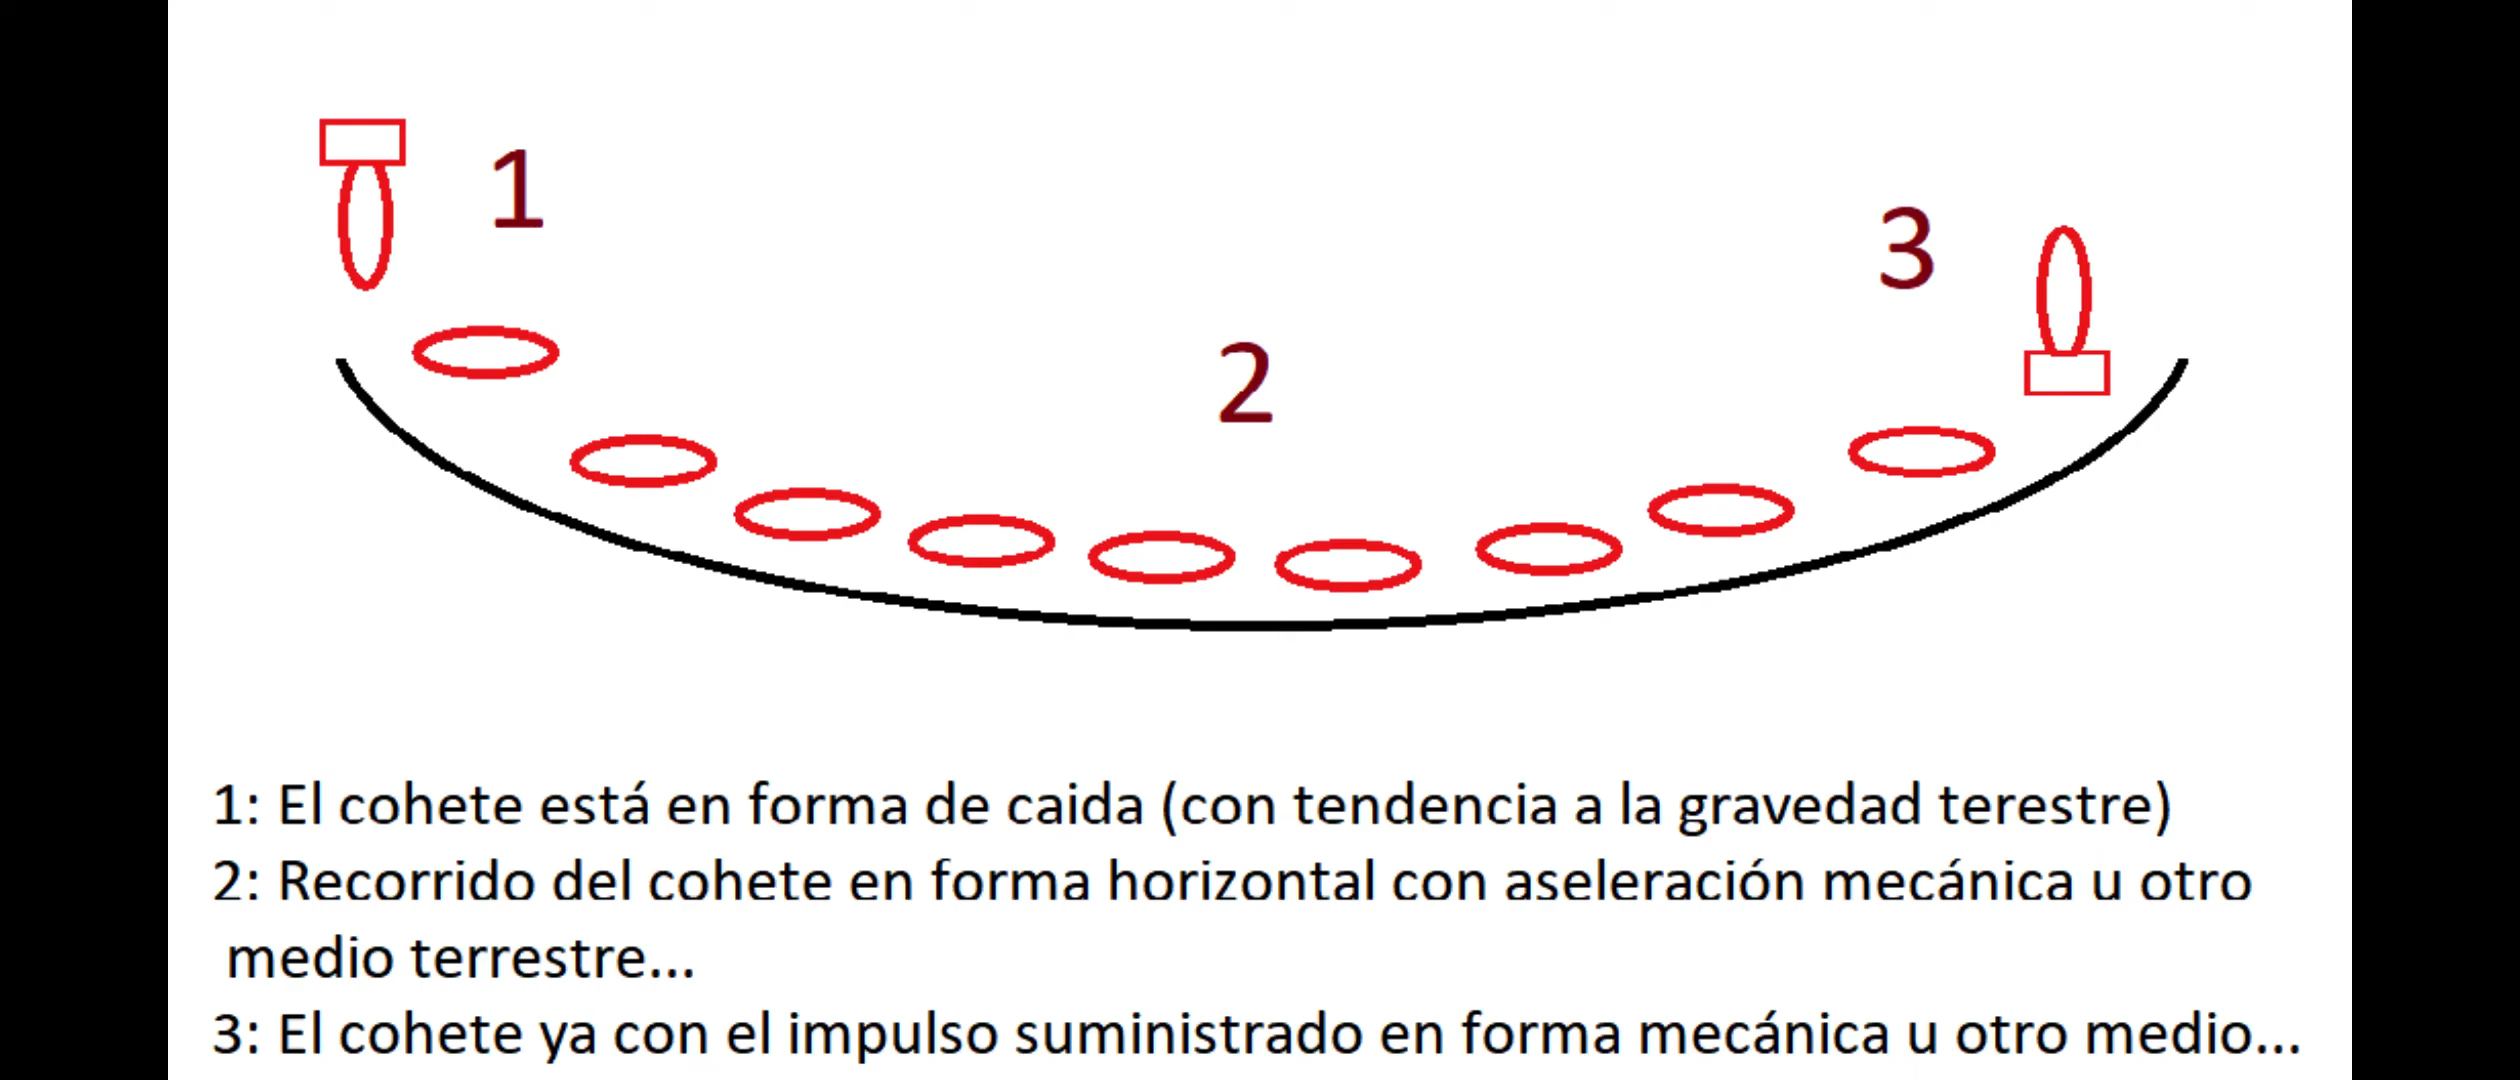 1
3
2
1: El cohete está en forma de caida (con tendencia a la gravedad terestre)
2: Recorrido del cohete en forma horizontal con aseleración mecánica u otro
medio terrestre...
3: El cohete ya con el impulso suministrado en forma mecánica u otro medio...